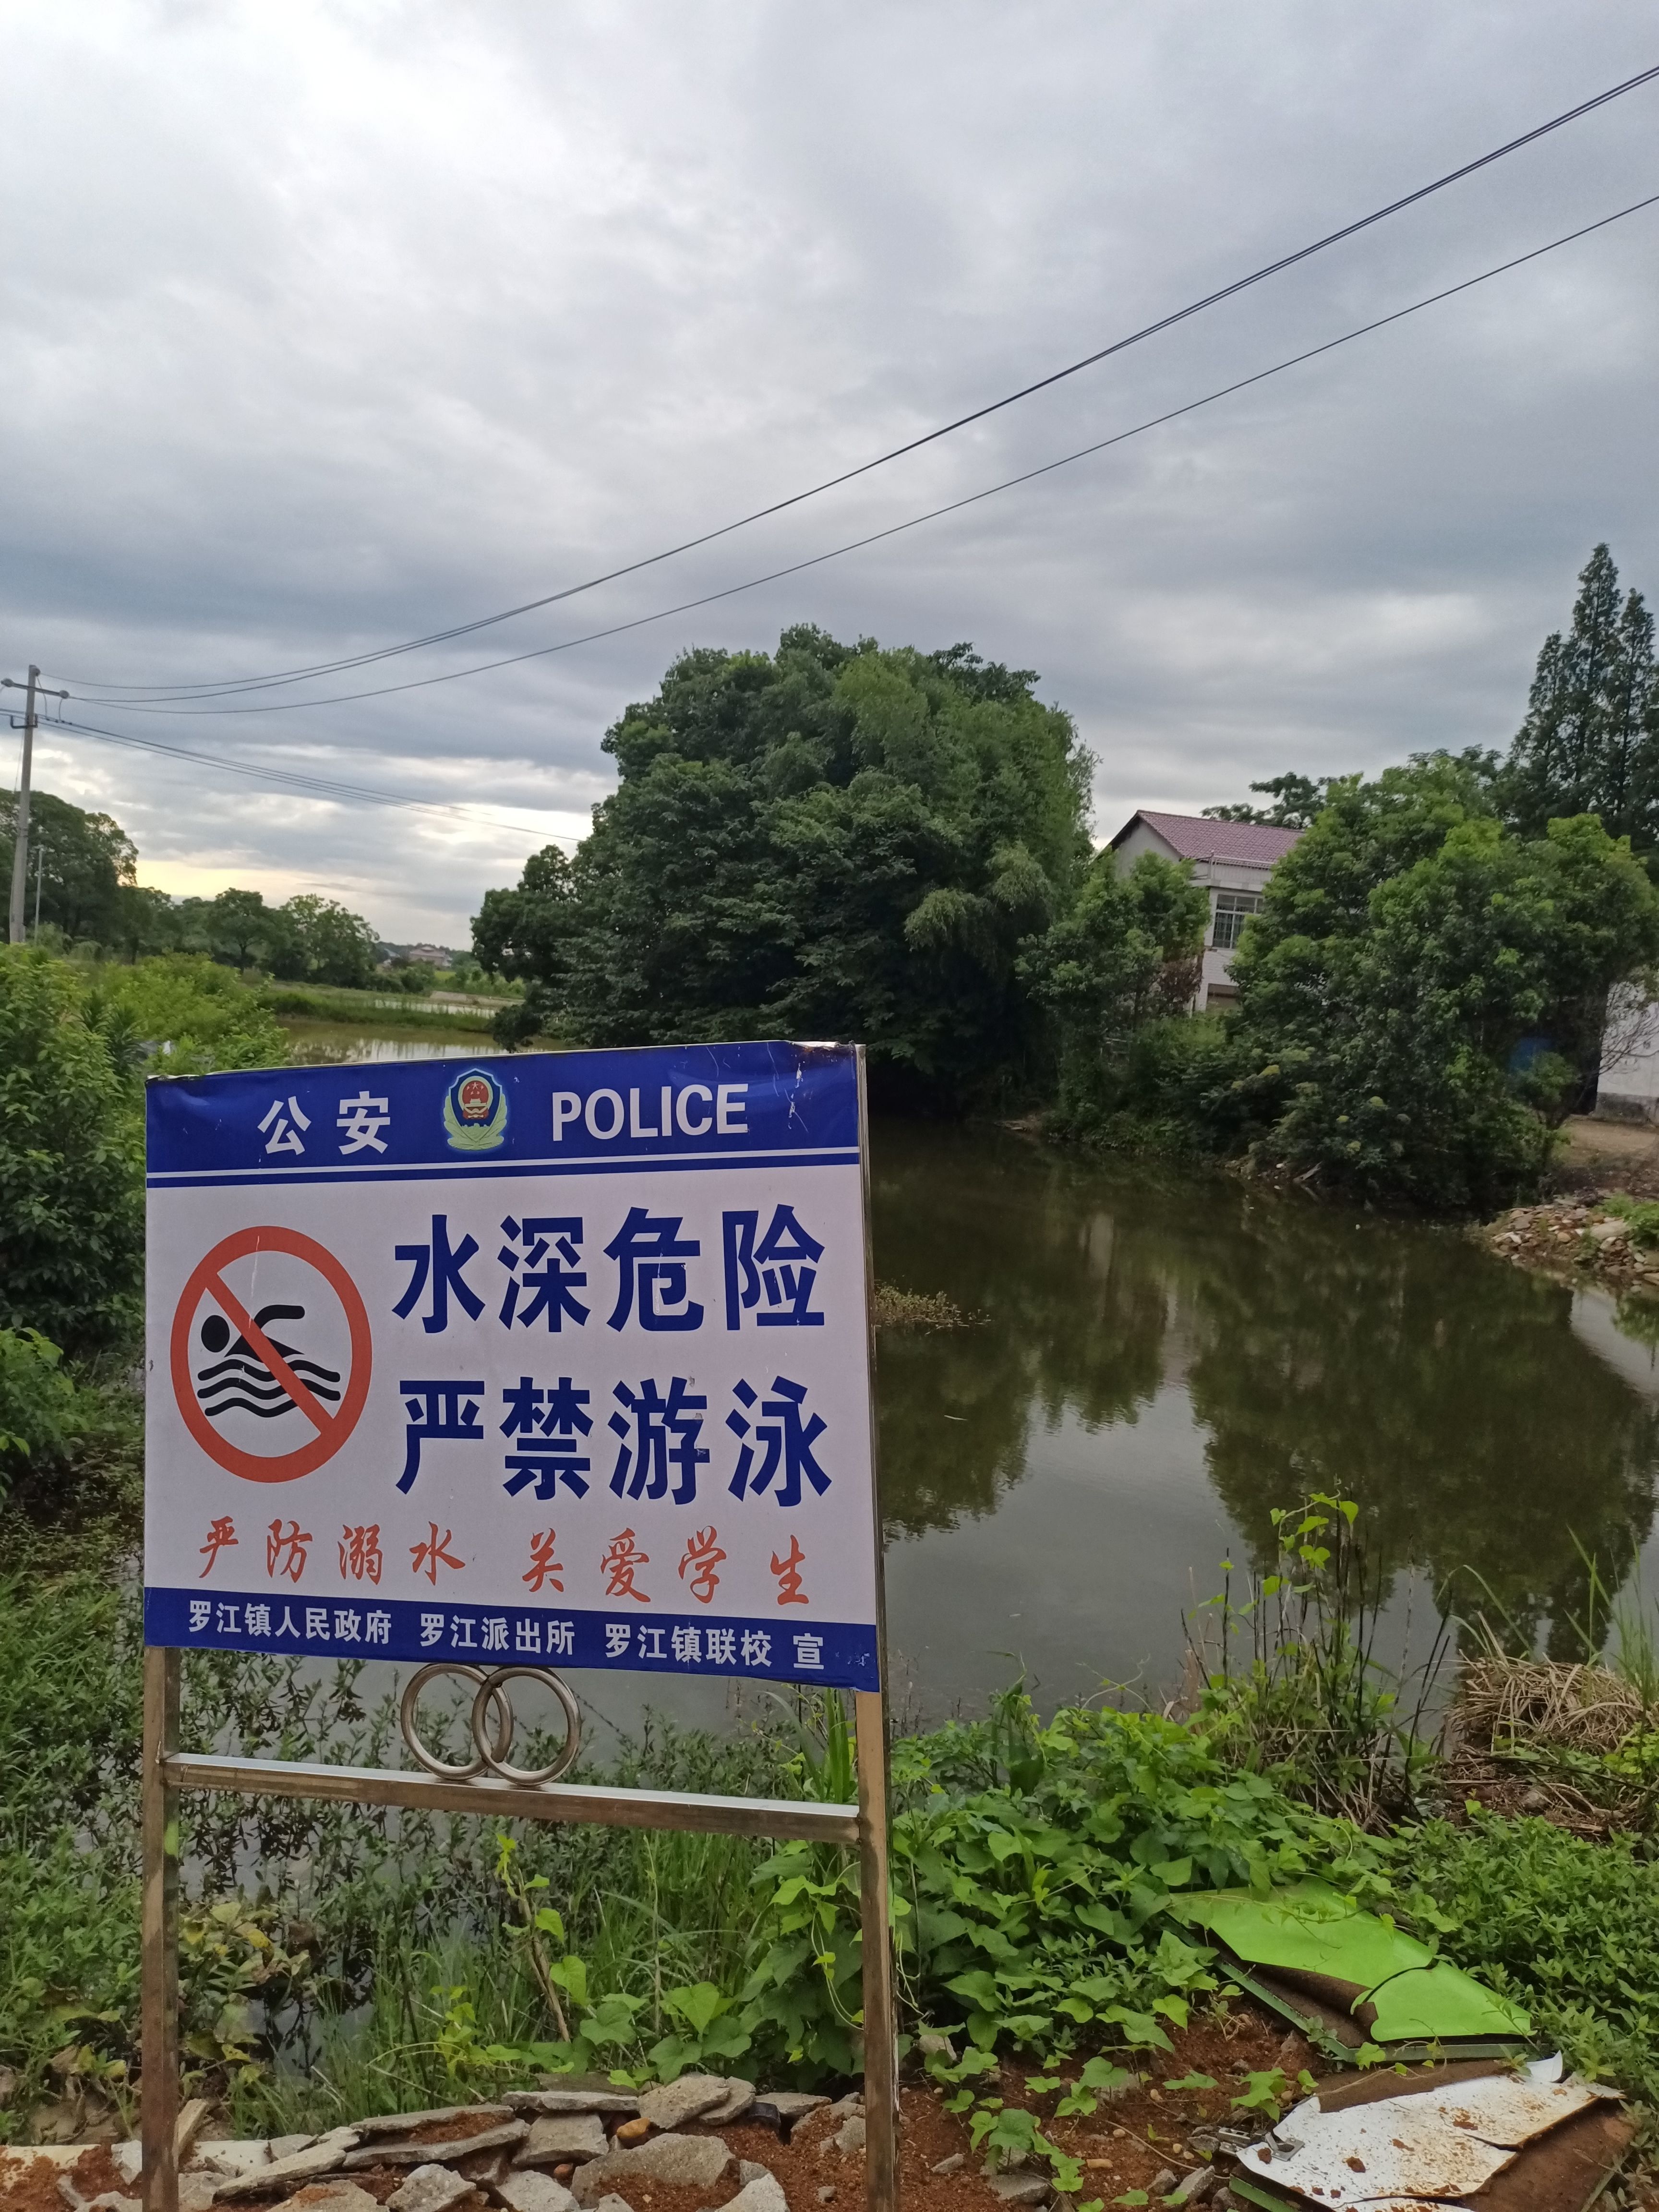 公安 POLICE
水深危险
严禁游泳
严防溺水 关爱学生
罗江镇人民政府 罗江派出所 罗江镇联校 宣